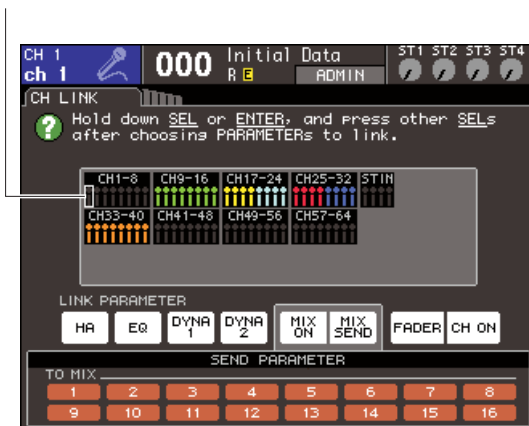 CH 1
ch 1
000
Initial Data
R E
ADMIN
ST1 ST2 ST3 ST4
CH LINK
? Hold down SEL or ENTER, and press other SELs
after choosing PARAMETERs to link.
CH1-8 CH9-16 CH17-24 CH25-32 STIN
CH33-40 CH41-48 CH49-56 CH57-64
LINK PARAMETER
HA EQ DYNA 1 DYNA 2 MIX ON MIX SEND FADER CH ON
SEND PARAMETER
TO MIX
1 2 3 4 5 6 7 8
9 10 11 12 13 14 15 16